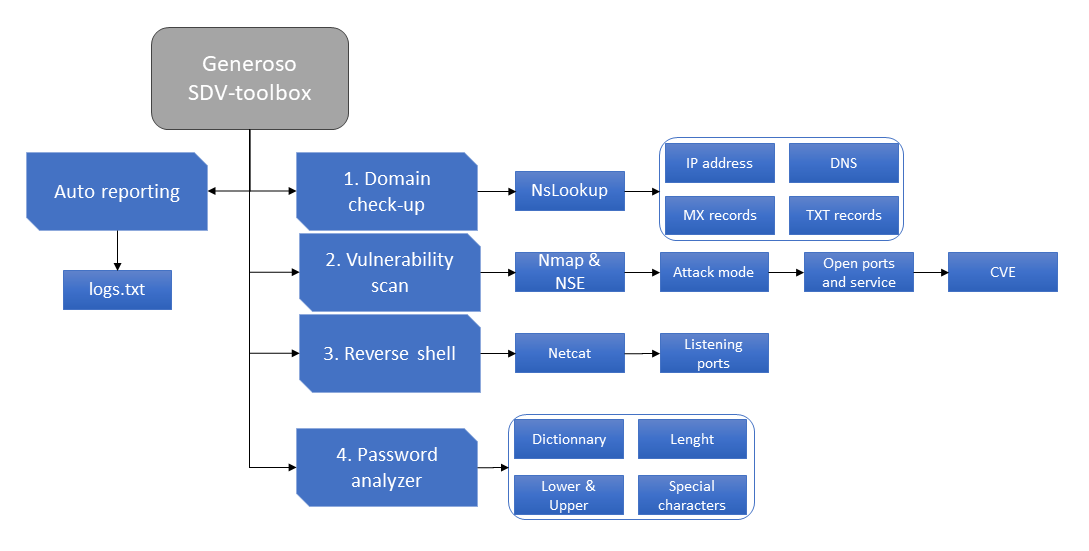 Generoso
SDV-toolbox
Auto reporting
logs.txt
1. Domain
check-up
NsLookup
IP address
DNS
MX records
TXT records
2. Vulnerability
scan
Nmap &
NSE
Attack mode
Open ports
and service
CVE
3. Reverse shell
Netcat
Listening
ports
4. Password
analyzer
Dictionnary
Lenght
Lower &
Upper
Special
characters